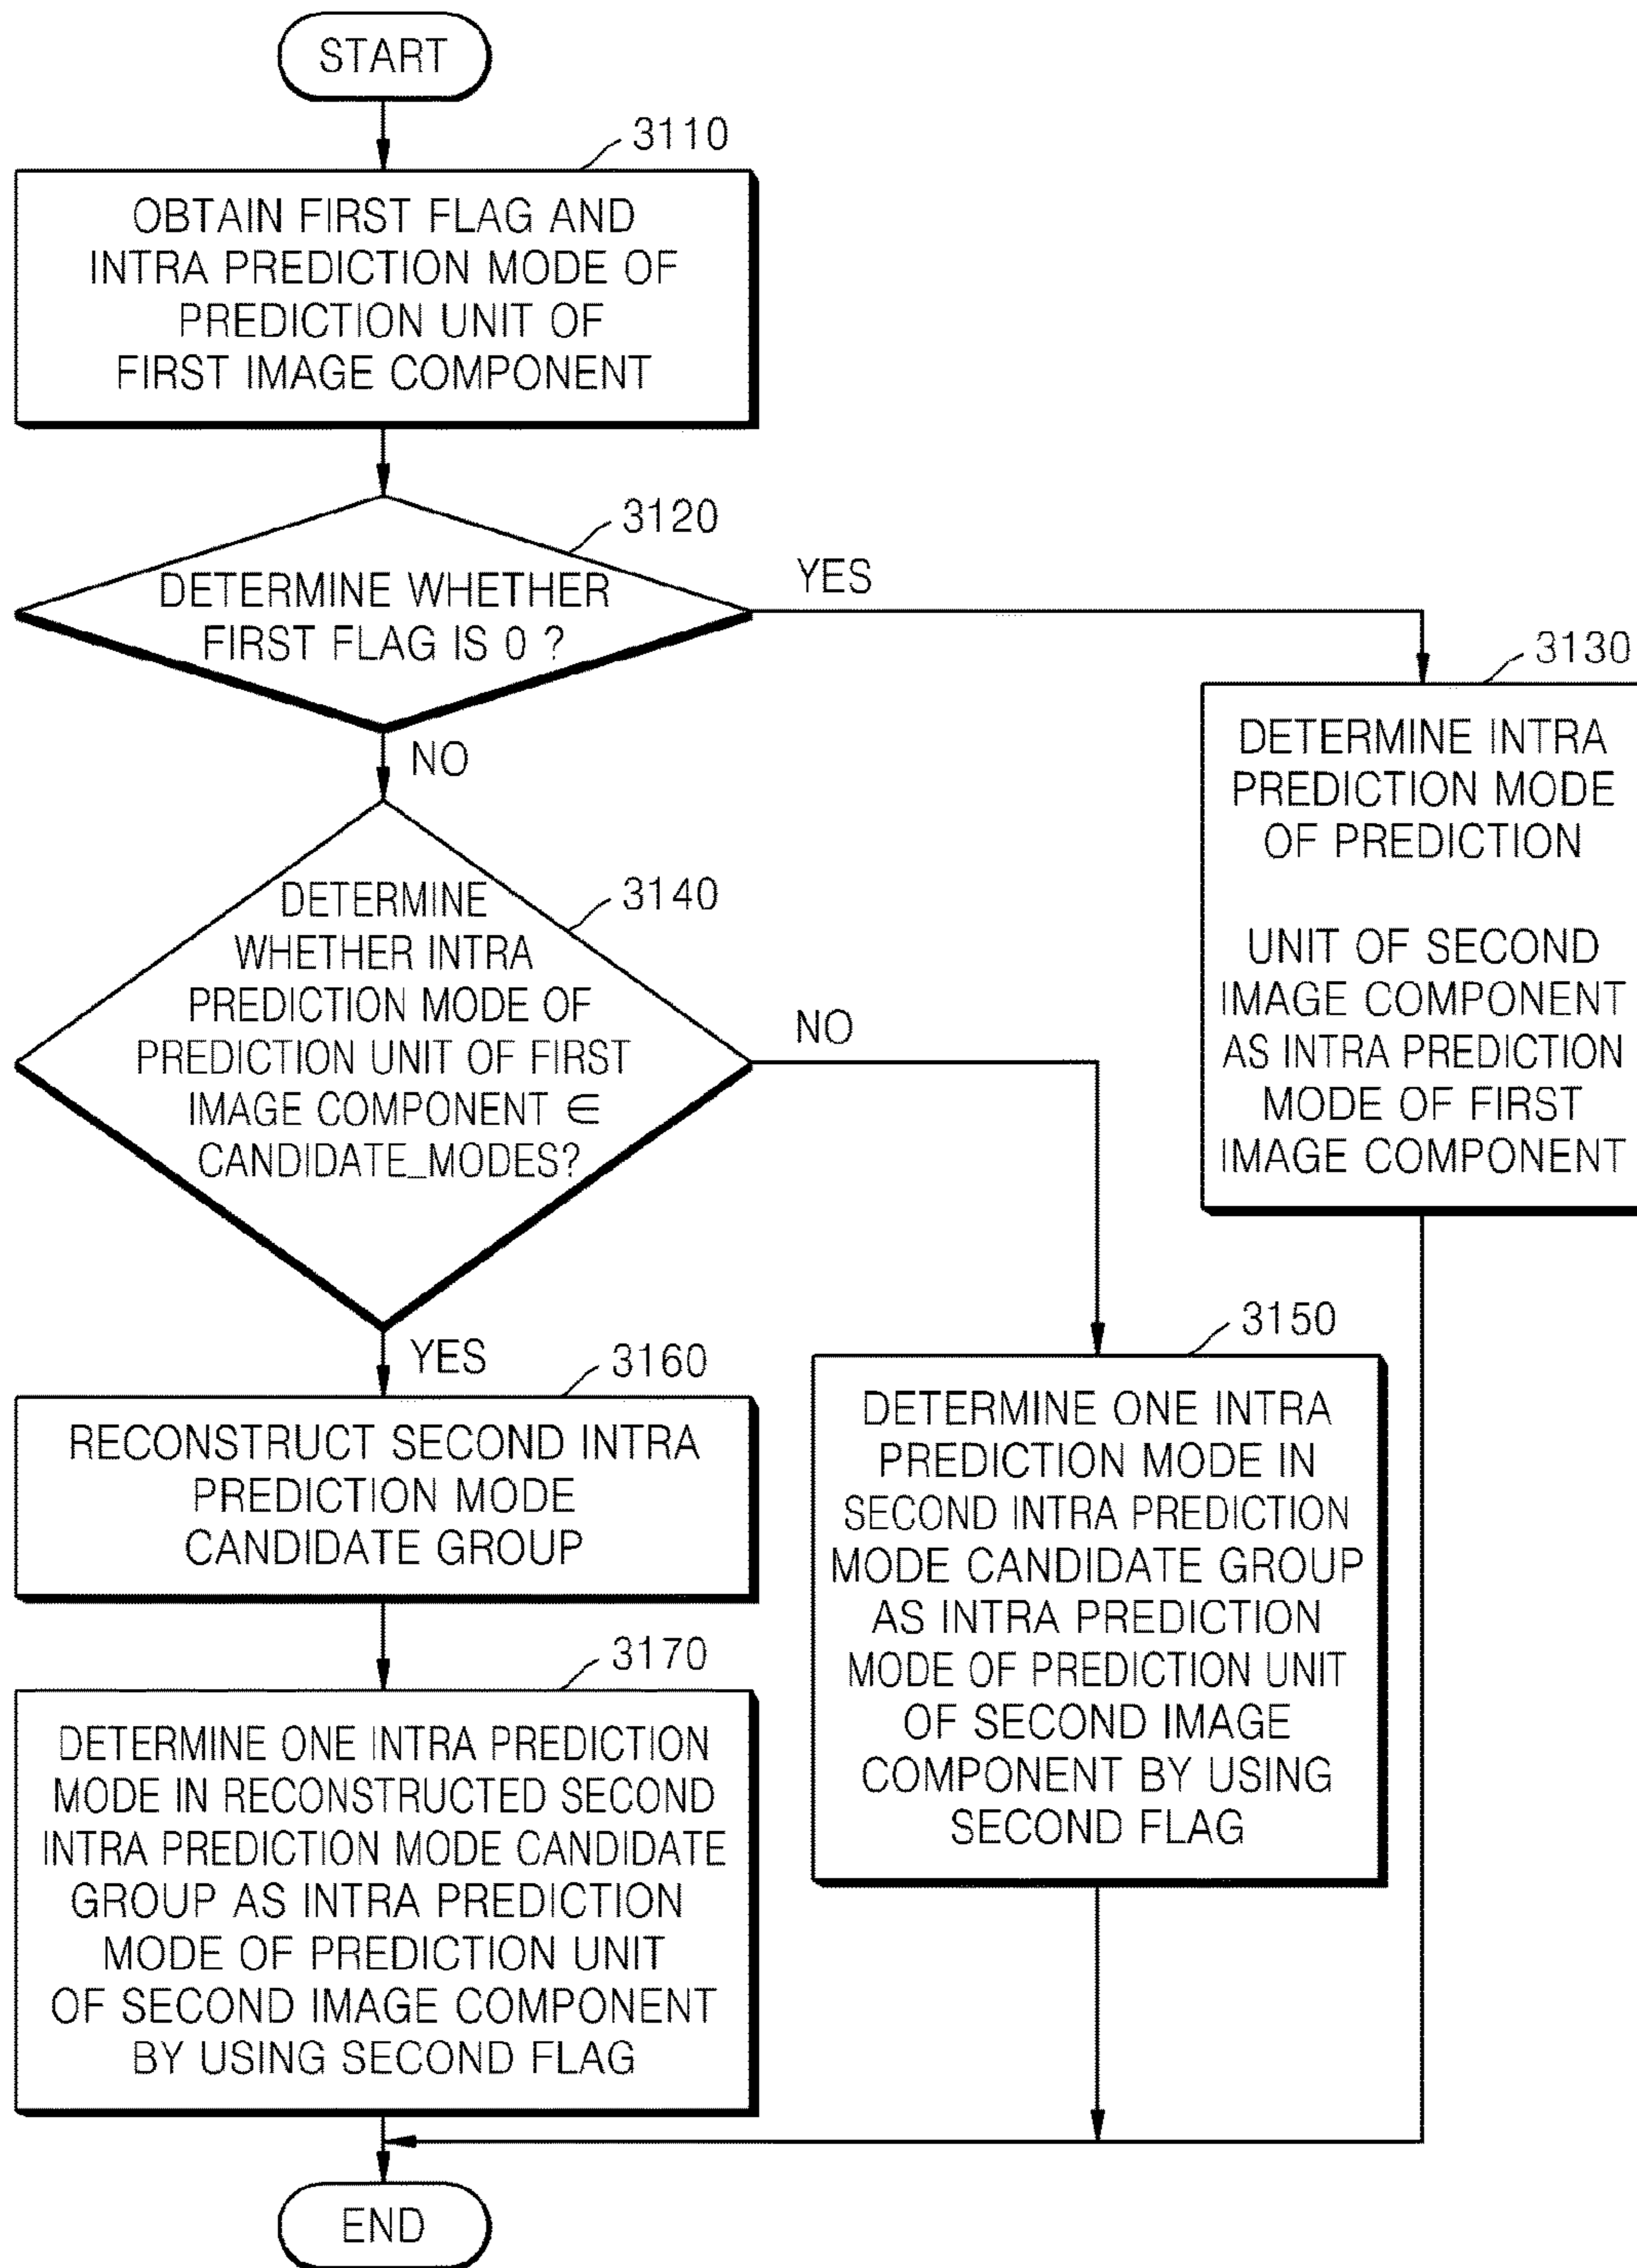 START
3110
OBTAIN FIRST FLAG AND
INTRA PREDICTION MODE OF
PREDICTION UNIT OF
FIRST IMAGE COMPONENT
3120
DETERMINE WHETHER
FIRST FLAG IS 0 ?
YES
NO
3130
DETERMINE INTRA
PREDICTION MODE
OF PREDICTION
UNIT OF SECOND
IMAGE COMPONENT
AS INTRA PREDICTION
MODE OF FIRST
IMAGE COMPONENT
3140
DETERMINE
WHETHER INTRA
PREDICTION MODE OF
PREDICTION UNIT OF FIRST
IMAGE COMPONENT ∈
CANDIDATE_MODES?
NO
YES
3150
DETERMINE ONE INTRA
PREDICTION MODE IN
SECOND INTRA PREDICTION
MODE CANDIDATE GROUP
AS INTRA PREDICTION
MODE OF PREDICTION UNIT
OF SECOND IMAGE
COMPONENT BY USING
SECOND FLAG
3160
RECONSTRUCT SECOND INTRA
PREDICTION MODE
CANDIDATE GROUP
3170
DETERMINE ONE INTRA PREDICTION
MODE IN RECONSTRUCTED SECOND
INTRA PREDICTION MODE CANDIDATE
GROUP AS INTRA PREDICTION
MODE OF PREDICTION UNIT
OF SECOND IMAGE COMPONENT
BY USING SECOND FLAG
END